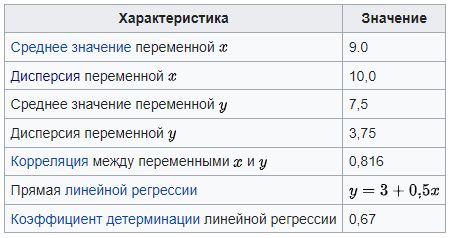 Характеристика Значение
Среднее значение переменной x 9.0
Дисперсия переменной x 10,0
Среднее значение переменной y 7,5
Дисперсия переменной y 3,75
Корреляция между переменными x и y 0,816
Прямая линейной регрессии y = 3 + 0,5x
Коэффициент детерминации линейной регрессии 0,67